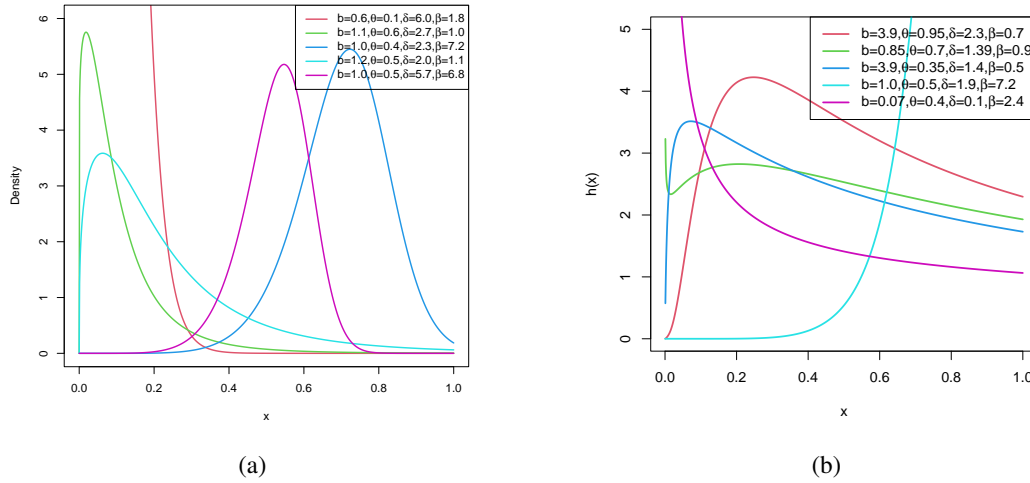 b=0.6,θ=0.1,δ=6.0,β=1.8
b=1.1,θ=0.6,δ=2.7,β=1.0
b=1.0,θ=0.4,δ=2.3,β=7.2
b=1.2,θ=0.5,δ=2.0,β=1.1
b=1.0,θ=0.5,δ=5.7,β=6.8
6
5
4
3
2
1
0
Density
0.0 0.2 0.4 0.6 0.8 1.0
x
(a)
b=3.9,θ=0.95,δ=2.3,β=0.7
b=0.85,θ=0.7,δ=1.39,β=0.9
b=3.9,θ=0.35,δ=1.4,β=0.5
b=1.0,θ=0.5,δ=1.9,β=7.2
b=0.07,θ=0.4,δ=0.1,β=2.4
5
4
3
2
1
0
h(x)
0.0 0.2 0.4 0.6 0.8 1.0
x
(b)